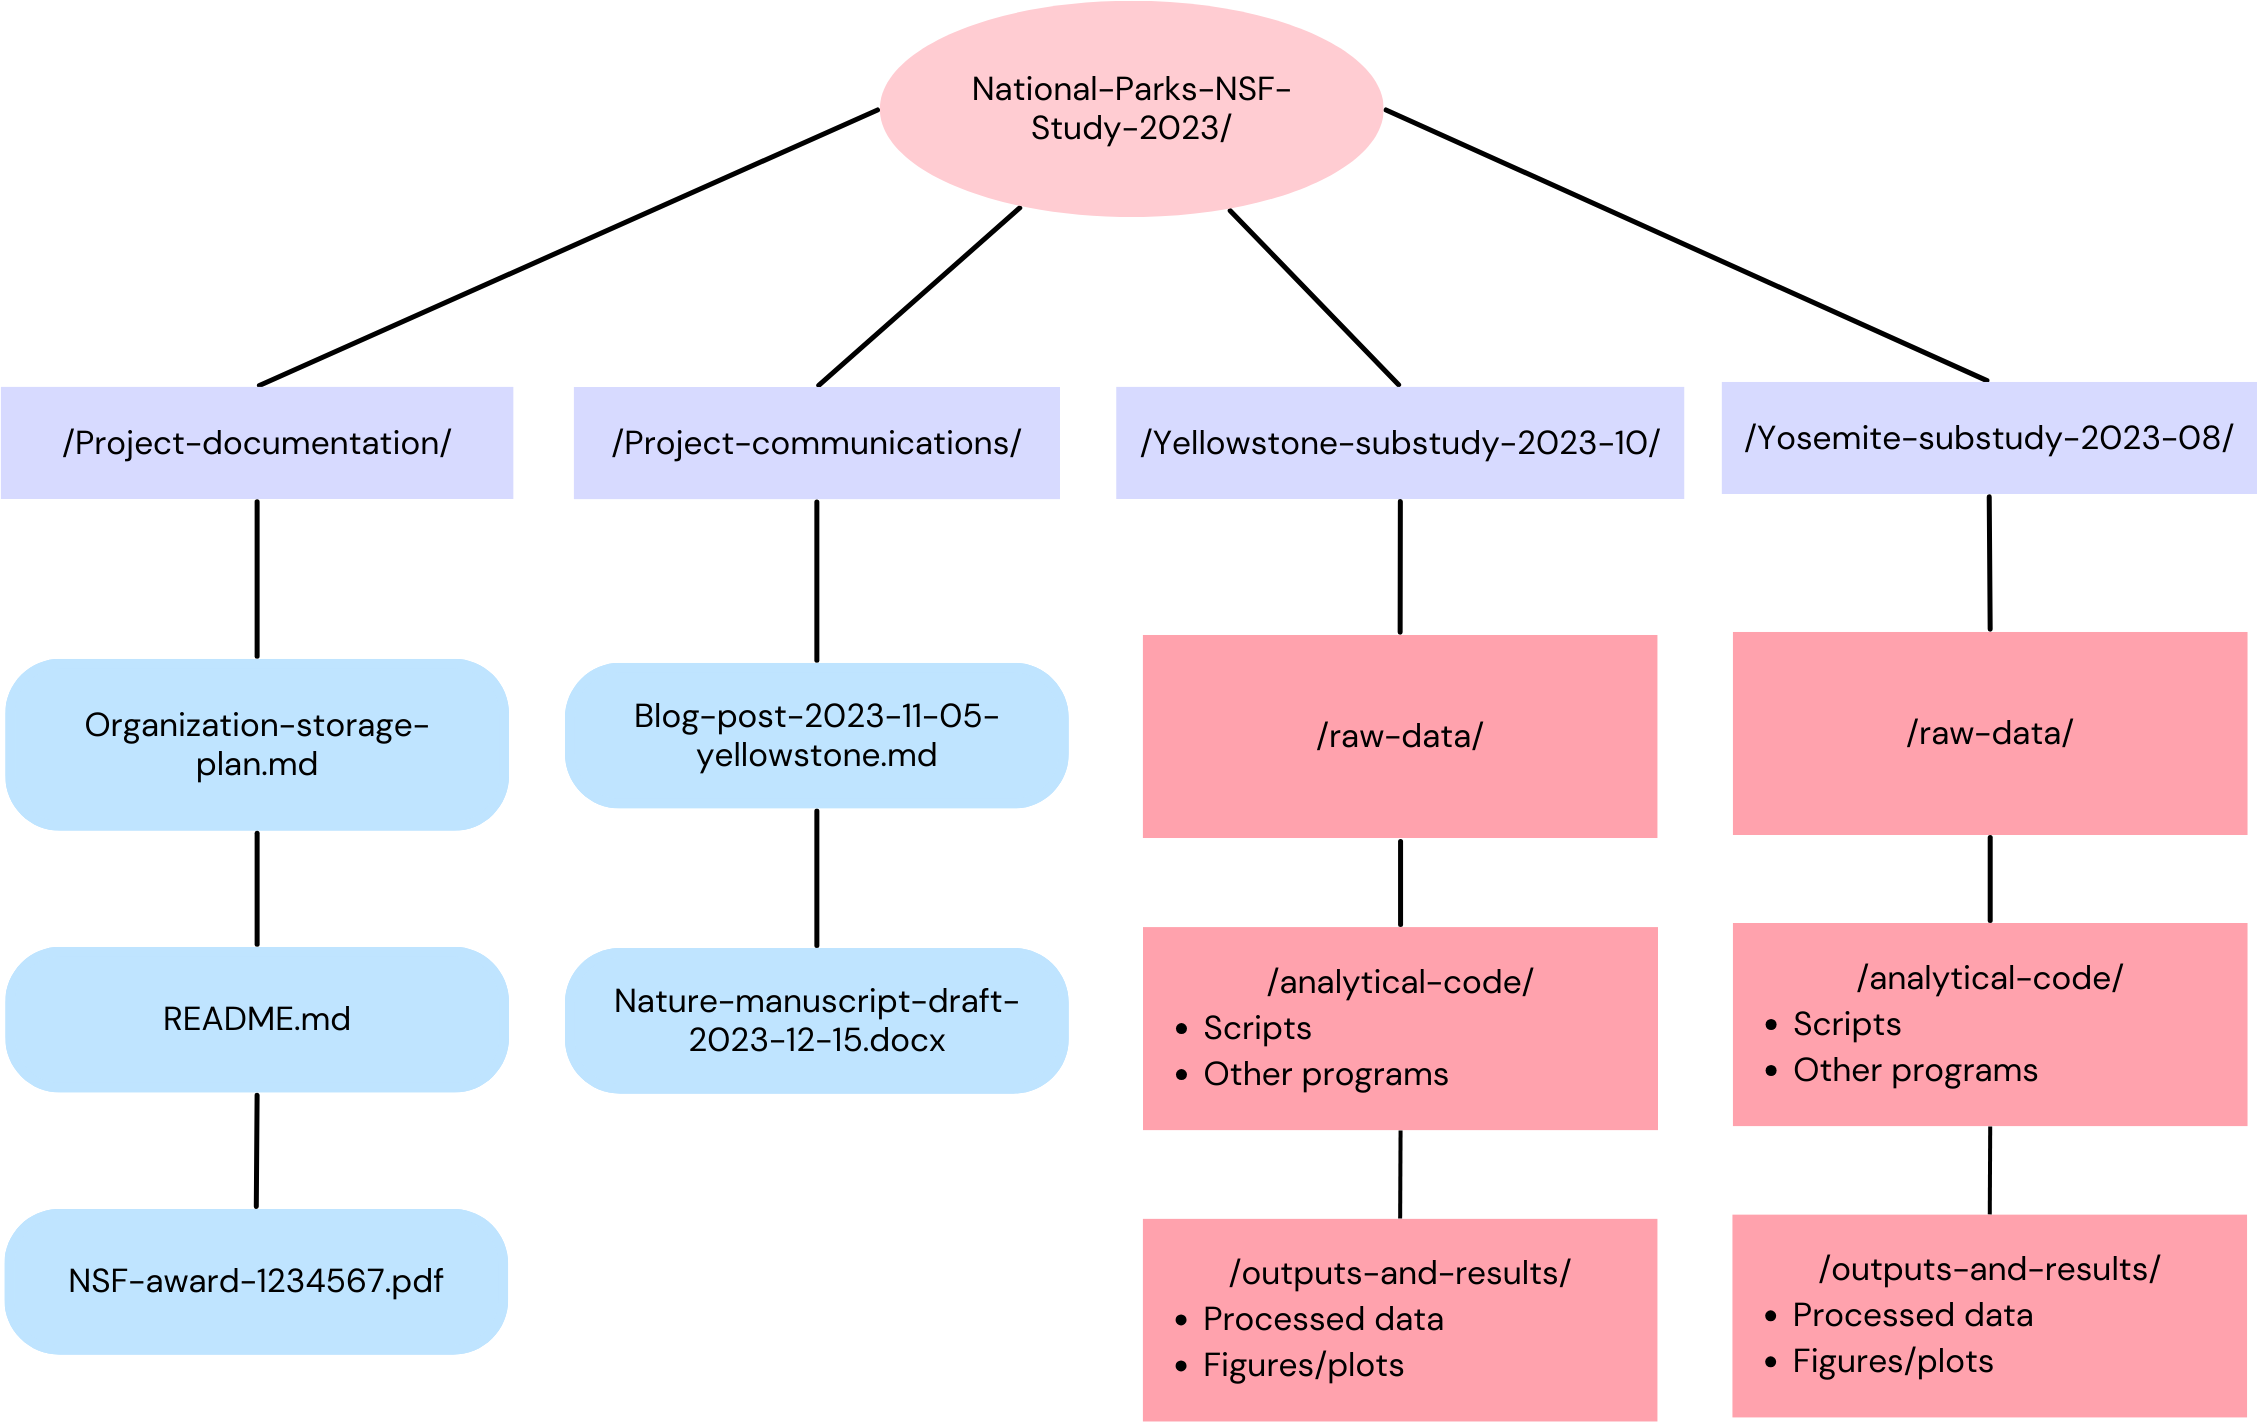 National-Parks-NSF-
Study-2023/
/Project-documentation/
/Project-communications/
/Yellowstone-substudy-2023-10/
/Yosemite-substudy-2023-08/
Organization-storage-
plan.md
README.md
NSF-award-1234567.pdf
Blog-post-2023-11-05-
yellowstone.md
Nature-manuscript-draft-
2023-12-15.docx
/raw-data/
/analytical-code/
• Scripts
• Other programs
/outputs-and-results/
• Processed data
• Figures/plots
/raw-data/
/analytical-code/
• Scripts
• Other programs
/outputs-and-results/
• Processed data
• Figures/plots